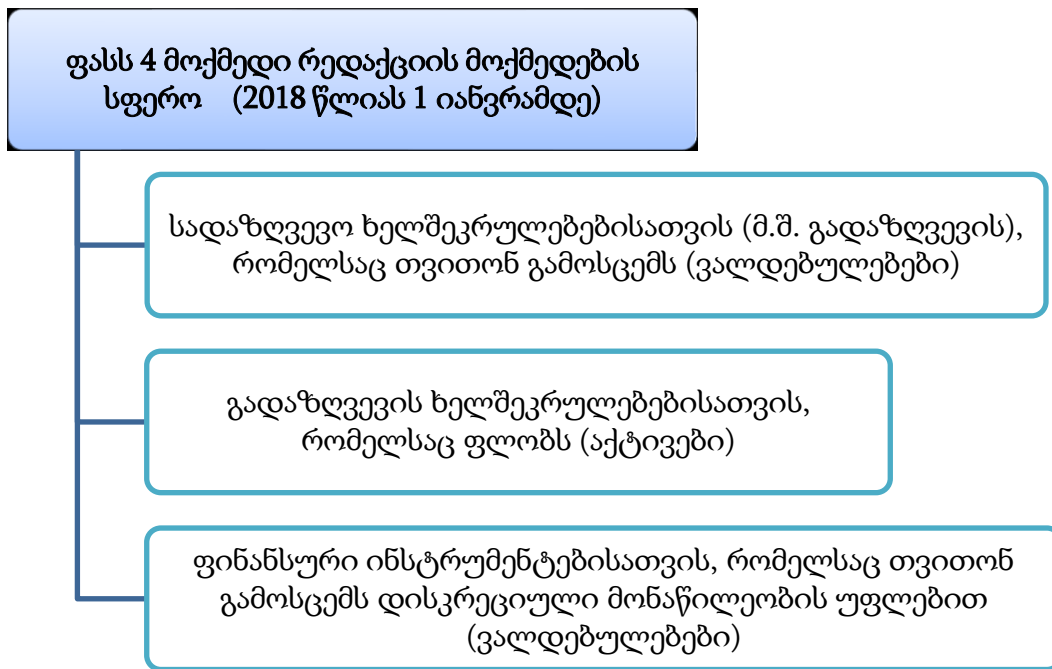 ფასს 4 მოქმედი რედაქციის მოქმედების
სფერო (2018 წლიას 1 იანვრამდე)
სადაზღვევო ხელშეკრულებებისათვის (მ.შ. გადაზღვევის),
რომელსაც თვითონ გამოსცემს (ვალდებულებები)
გადაზღვევის ხელშეკრულებებისათვის,
რომელსაც ფლობს (აქტივები)
ფინანსური ინსტრუმენტებისათვის, რომელსაც თვითონ
გამოსცემს დისკრეციული მონაწილეობის უფლებით
(ვალდებულებები)